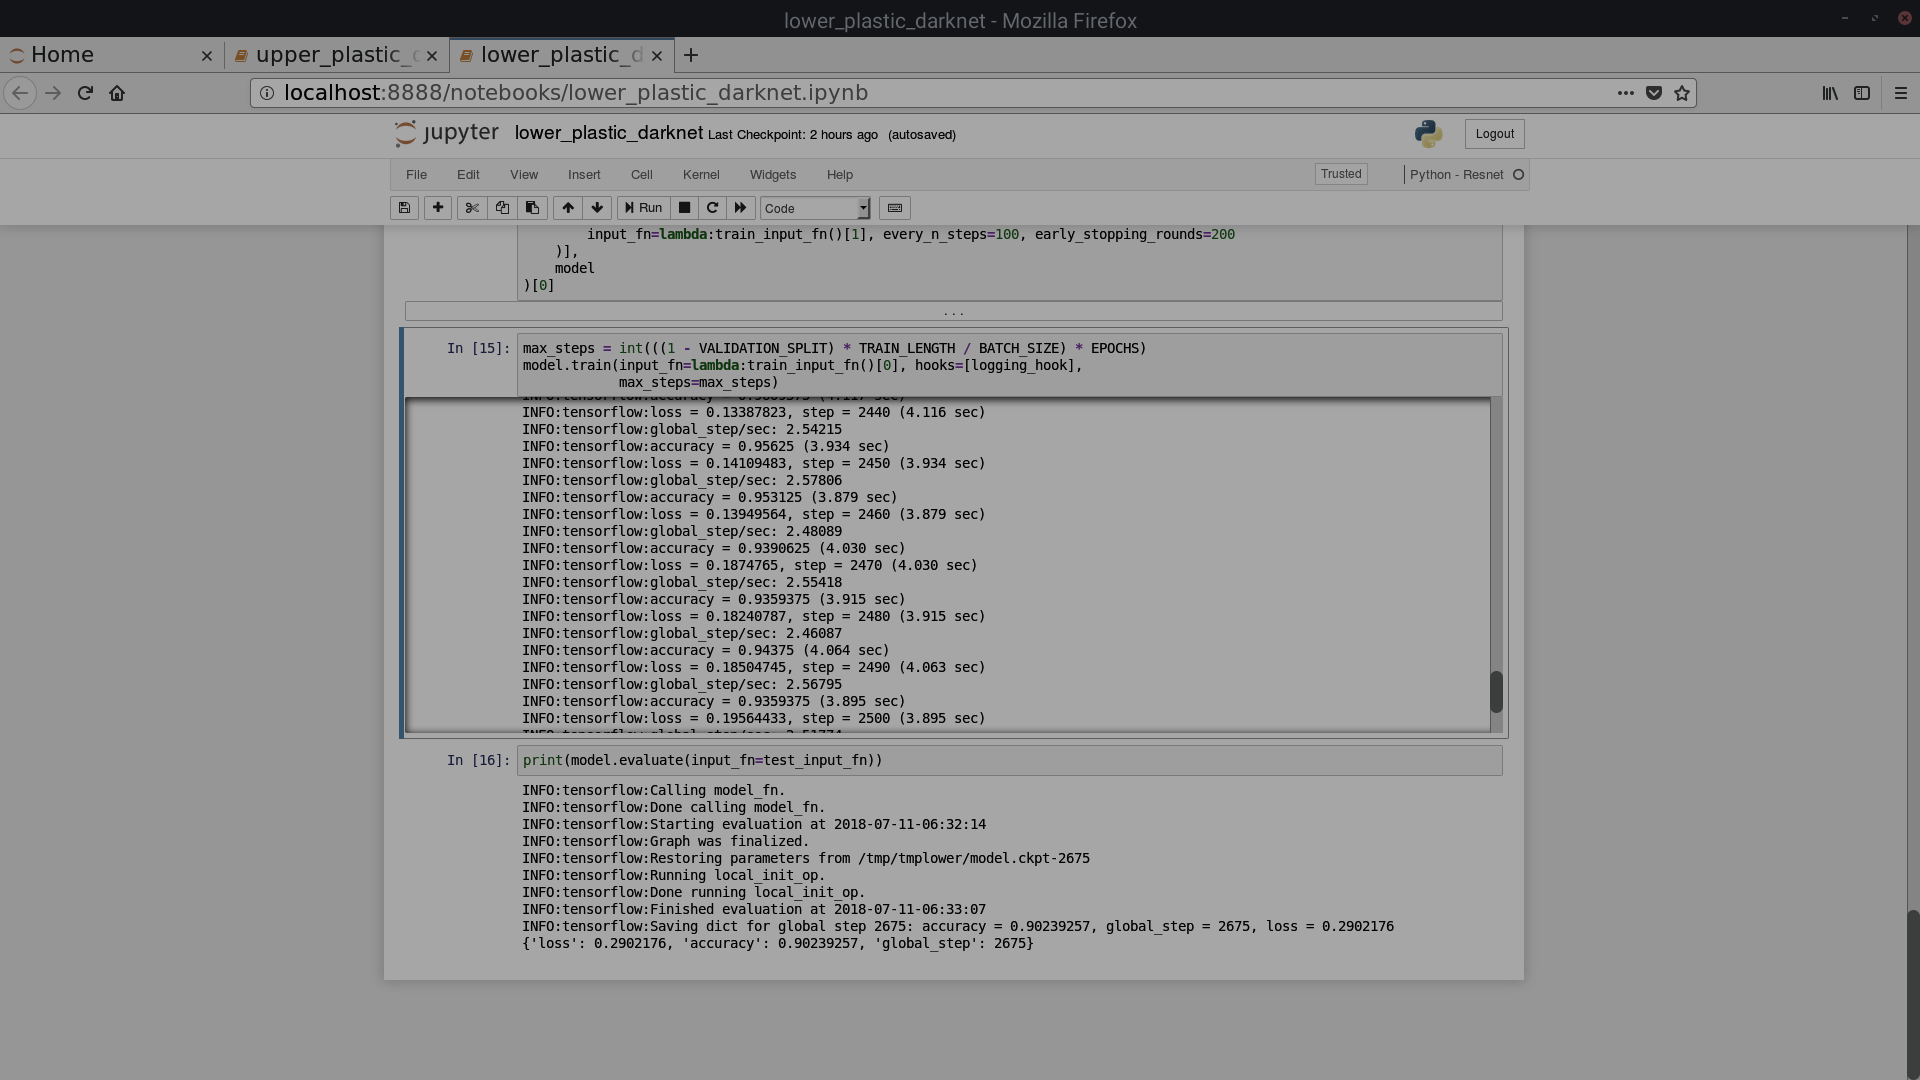 lower_plastic_darknet - Mozilla Firefox
Home
upper_plastic_
lower_plastic_d
localhost:8888/notebooks/lower_plastic_darknet.ipynb
jupyter lower_plastic_darknet Last Checkpoint: 2 hours ago (autosaved)
Logout
File Edit View Insert Cell Kernel Widgets Help
Trusted
Python - Resnet
Run
Code
input_fn=lambda:train_input_fn()[1], every_n_steps=100, early_stopping_rounds=200
)],
model
)[0]
...
In [15]: max_steps = int(((1 - VALIDATION_SPLIT) * TRAIN_LENGTH / BATCH_SIZE) * EPOCHS)
model.train(input_fn=lambda:train_input_fn()[0], hooks=[logging_hook],
max_steps=max_steps)
INFO:tensorflow:loss = 0.13387823, step = 2440 (4.116 sec)
INFO:tensorflow:global_step/sec: 2.54215
INFO:tensorflow:accuracy = 0.95625 (3.934 sec)
INFO:tensorflow:loss = 0.14109483, step = 2450 (3.934 sec)
INFO:tensorflow:global_step/sec: 2.57806
INFO:tensorflow:accuracy = 0.953125 (3.879 sec)
INFO:tensorflow:loss = 0.13949564, step = 2460 (3.879 sec)
INFO:tensorflow:global_step/sec: 2.48089
INFO:tensorflow:accuracy = 0.9390625 (4.030 sec)
INFO:tensorflow:loss = 0.1874765, step = 2470 (4.030 sec)
INFO:tensorflow:global_step/sec: 2.55418
INFO:tensorflow:accuracy = 0.9359375 (3.915 sec)
INFO:tensorflow:loss = 0.18240787, step = 2480 (3.915 sec)
INFO:tensorflow:global_step/sec: 2.46087
INFO:tensorflow:accuracy = 0.94375 (4.064 sec)
INFO:tensorflow:loss = 0.18504745, step = 2490 (4.063 sec)
INFO:tensorflow:global_step/sec: 2.56795
INFO:tensorflow:accuracy = 0.9359375 (3.895 sec)
INFO:tensorflow:loss = 0.19564433, step = 2500 (3.895 sec)
In [16]: print(model.evaluate(input_fn=test_input_fn))
INFO:tensorflow:Calling model_fn.
INFO:tensorflow:Done calling model_fn.
INFO:tensorflow:Starting evaluation at 2018-07-11-06:32:14
INFO:tensorflow:Graph was finalized.
INFO:tensorflow:Restoring parameters from /tmp/tmplower/model.ckpt-2675
INFO:tensorflow:Running local_init_op.
INFO:tensorflow:Done running local_init_op.
INFO:tensorflow:Finished evaluation at 2018-07-11-06:33:07
INFO:tensorflow:Saving dict for global step 2675: accuracy = 0.90239257, global_step = 2675, loss = 0.2902176
{'loss': 0.2902176, 'accuracy': 0.90239257, 'global_step': 2675}